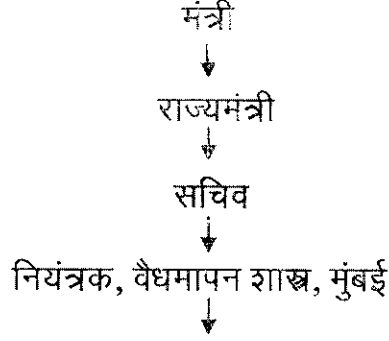 मंत्री
राज्यमंत्री
सचिव
नियंत्रक, वैधमापन शास्त्र, मुंबई